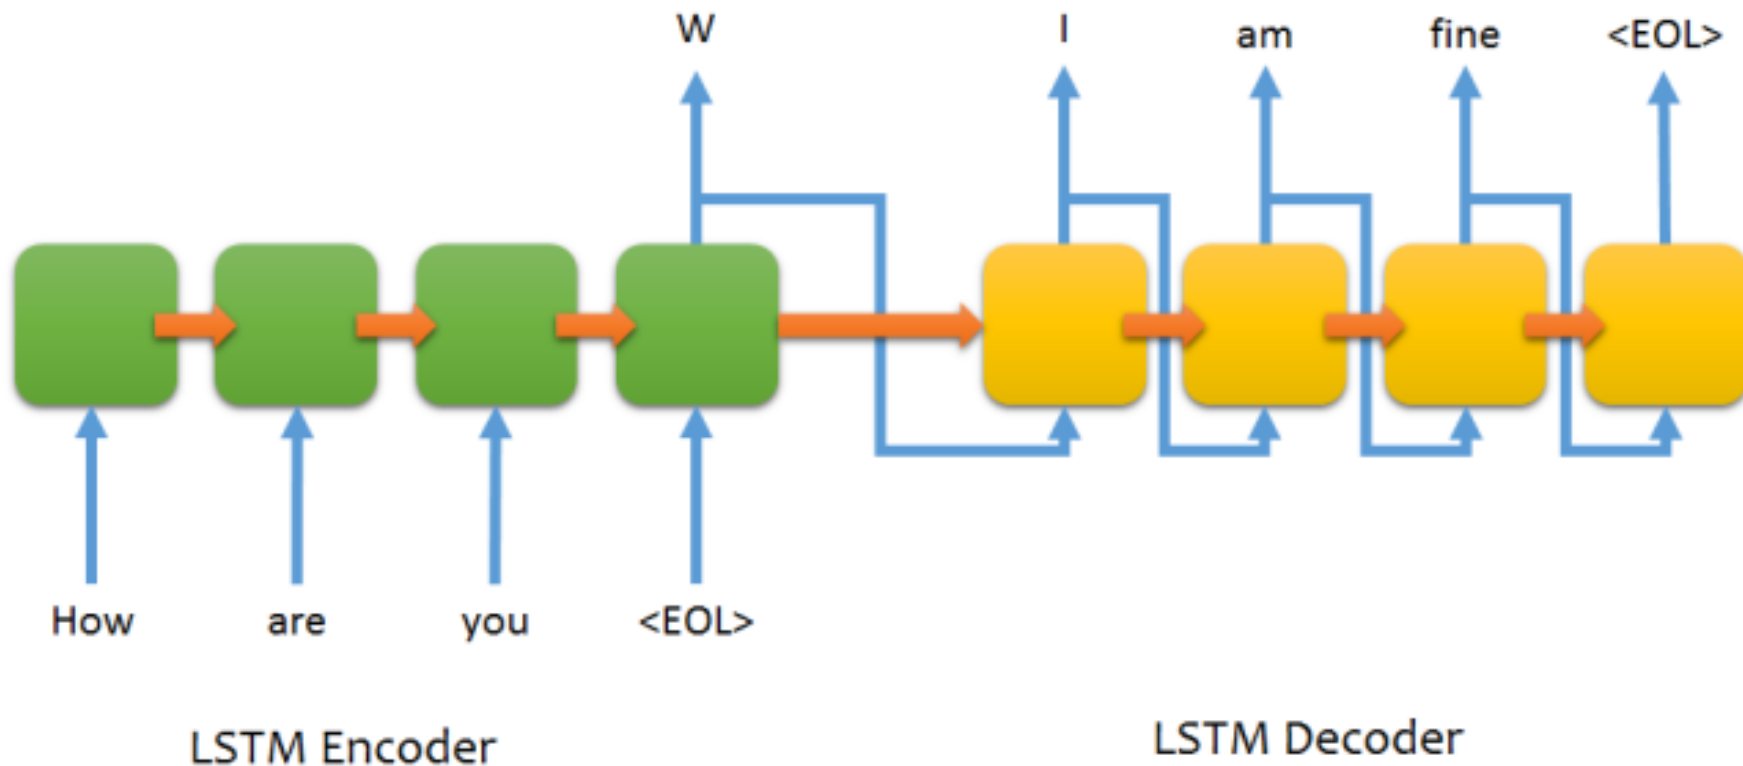 W I am fine <EOL>
How are you <EOL>
LSTM Encoder LSTM Decoder